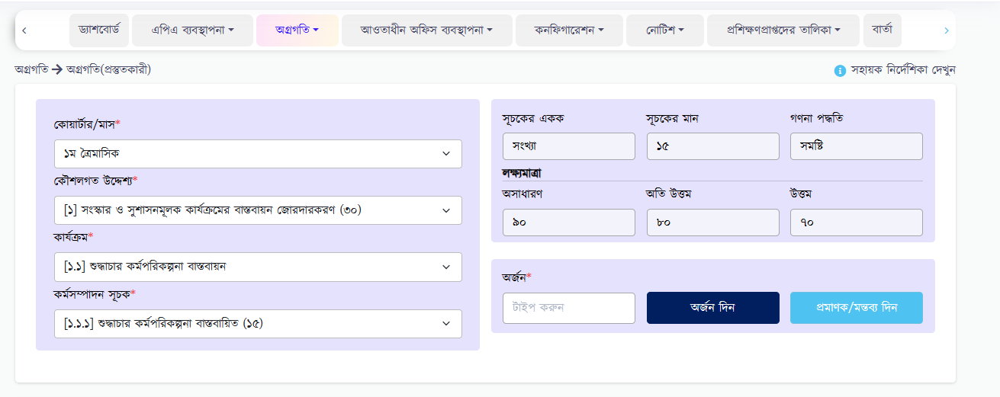 ড্যাশবোর্ড এপিএ ব্যবস্থাপনা অগ্রগতি আওতাধীন অফিস ব্যবস্থাপনা কনফিগারেশন নোটিশ প্রশিক্ষণপ্রাপ্তদের তালিকা বার্তা
অগ্রগতি → অগ্রগতি(প্রস্তুতকারী) সহায়ক নির্দেশিকা দেখুন
কোয়ার্টার/মাস*
১ম ত্রৈমাসিক
কৌশলগত উদ্দেশ্য*
[১] সংস্কার ও সুশাসনমূলক কার্যক্রমের বাস্তবায়ন জোরদারকরণ (৩০)
কার্যক্রম*
[১.১] শুদ্ধাচার কর্মপরিকল্পনা বাস্তবায়ন
কর্মসম্পাদন সূচক*
[১.১.১] শুদ্ধাচার কর্মপরিকল্পনা বাস্তবায়িত (১৫)
সূচকের একক সূচকের মান গণনা পদ্ধতি
সংখ্যা ১৫ সমষ্টি
লক্ষ্যমাত্রা
অসাধারণ অতি উত্তম উত্তম
৯০ ৮০ ৭০
অর্জন*
টাইপ করুন অর্জন দিন প্রমাণক/মন্তব্য দিন